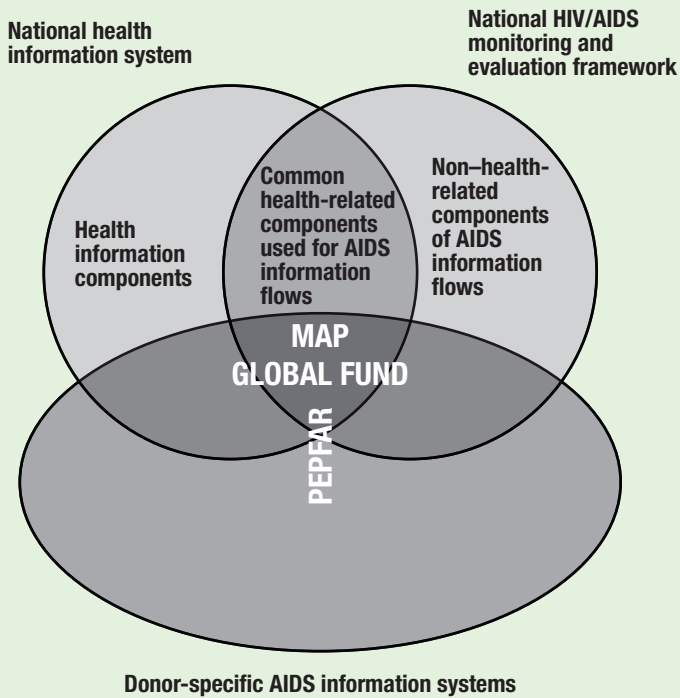 National health
information system
National HIV/AIDS
monitoring and
evaluation framework
Health
information
components
Common
health-related
components
used for AIDS
information
flows
Non–health-
related
components
of AIDS
information
flows
MAP
GLOBAL FUND
PEPFAR
Donor-specific AIDS information systems